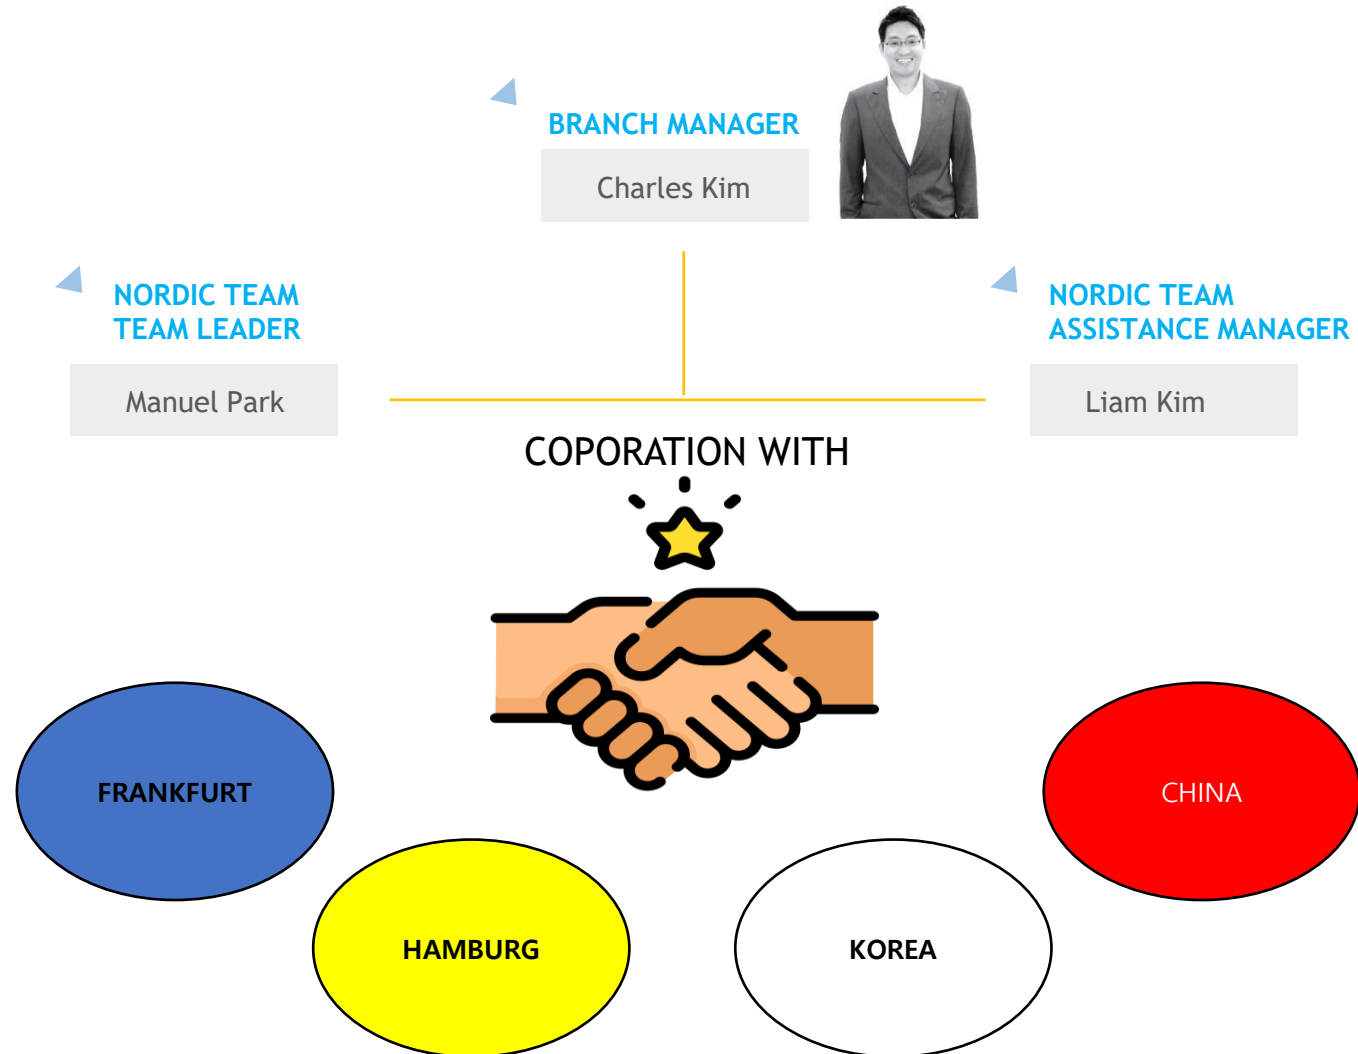 BRANCH MANAGER
Charles Kim
NORDIC TEAM
TEAM LEADER
Manuel Park
NORDIC TEAM
ASSISTANCE MANAGER
Liam Kim
COPORATION WITH
FRANKFURT
CHINA
HAMBURG
KOREA